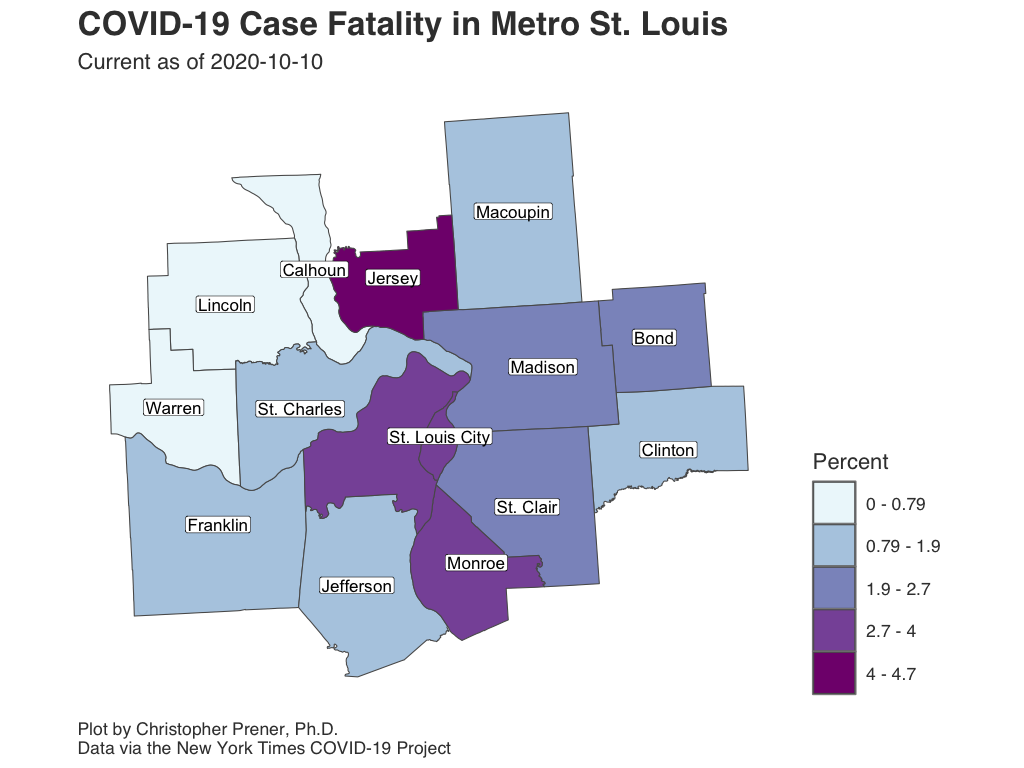 COVID-19 Case Fatality in Metro St. Louis
Current as of 2020-10-10
Macoupin
Calhoun
Jersey
Lincoln
Bond
Madison
Warren
St. Charles
St. Louis City
Clinton
St. Clair
Franklin
Monroe
Jefferson
Percent
0 - 0.79
0.79 - 1.9
1.9 - 2.7
2.7 - 4
4 - 4.7
Plot by Christopher Prener, Ph.D.
Data via the New York Times COVID-19 Project